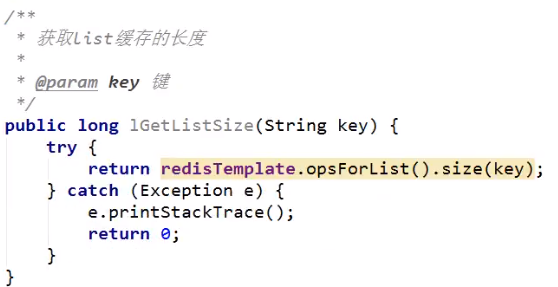 /**
 * 获取List缓存的长度
 *
 * @param key 键
 */
public long lGetListSize(String key) {
    try {
        return redisTemplate.opsForList().size(key);
    } catch (Exception e) {
        e.printStackTrace();
        return 0;
    }
}